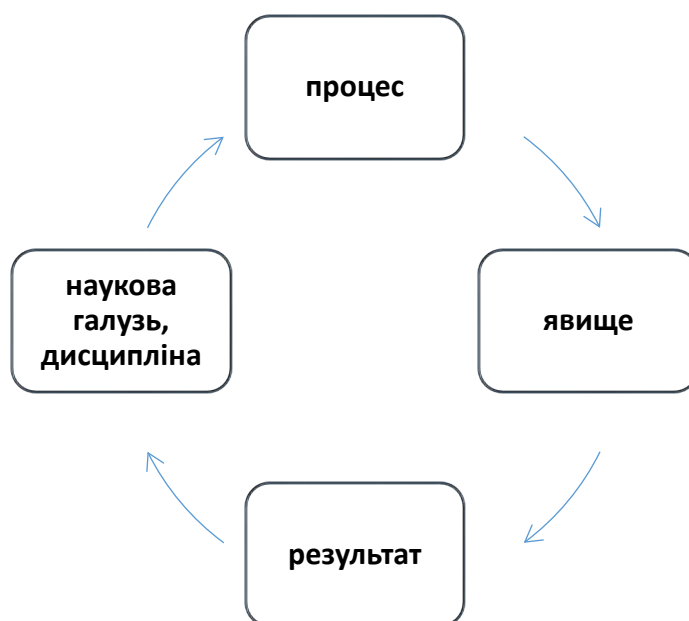 процес
явище
результат
наукова
галузь,
дисципліна